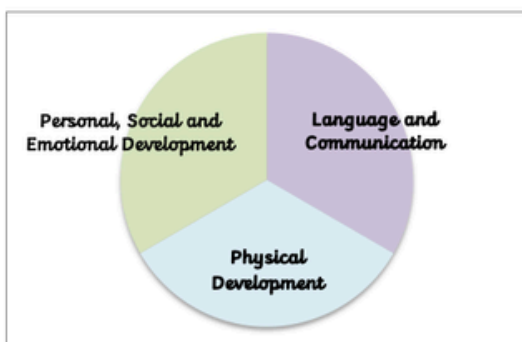 Personal, Social and
Emotional Development
Language and
Communication
Physical
Development